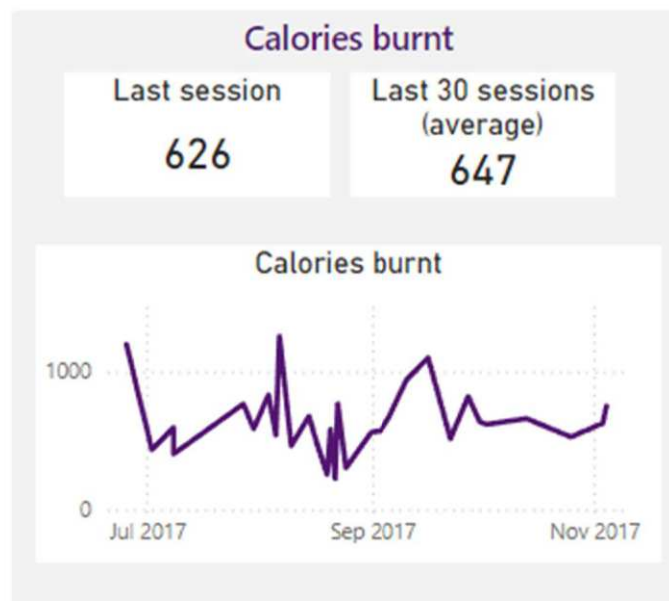 Calories burnt
Last session
626
Last 30 sessions
(average)
647
Calories burnt
1000
0
Jul 2017
Sep 2017
Nov 2017